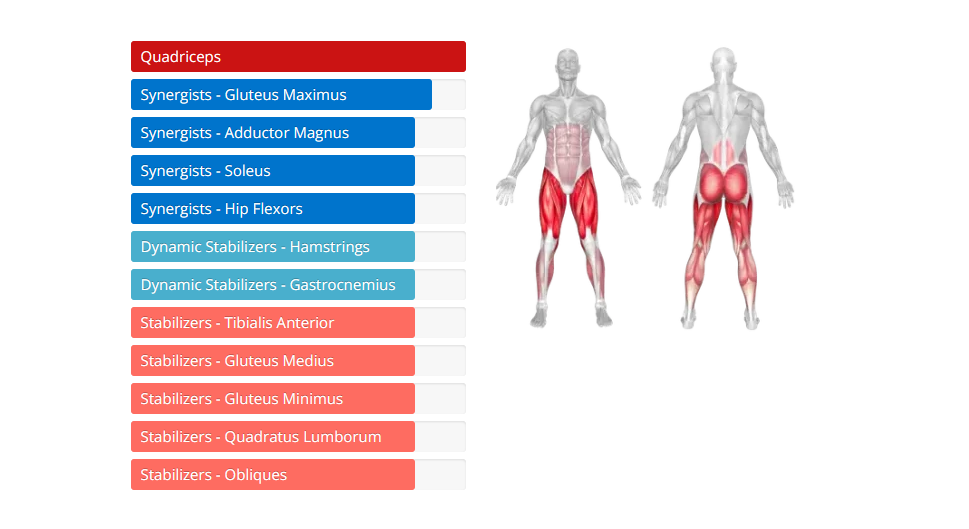 Quadriceps
Synergists - Gluteus Maximus
Synergists - Adductor Magnus
Synergists - Soleus
Synergists - Hip Flexors
Dynamic Stabilizers - Hamstrings
Dynamic Stabilizers - Gastrocnemius
Stabilizers - Tibialis Anterior
Stabilizers - Gluteus Medius
Stabilizers - Gluteus Minimus
Stabilizers - Quadratus Lumborum
Stabilizers - Obliques